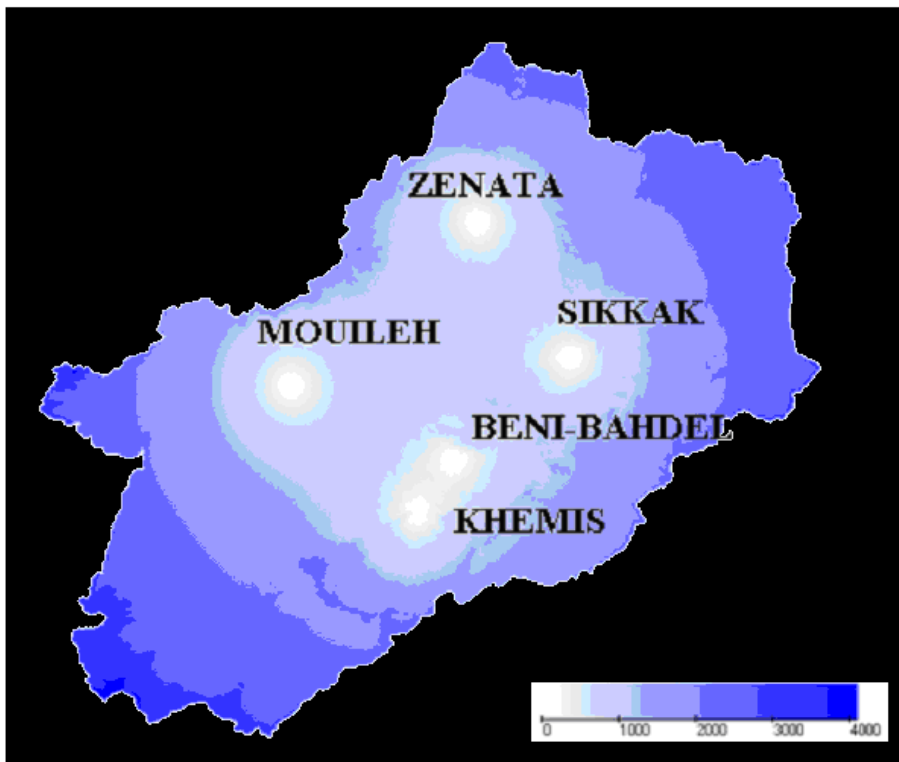 ZENATA
SIKKAK
MOUILEH
BENI-BAHDEL
KHEMIS
0 1000 2000 3000 4000